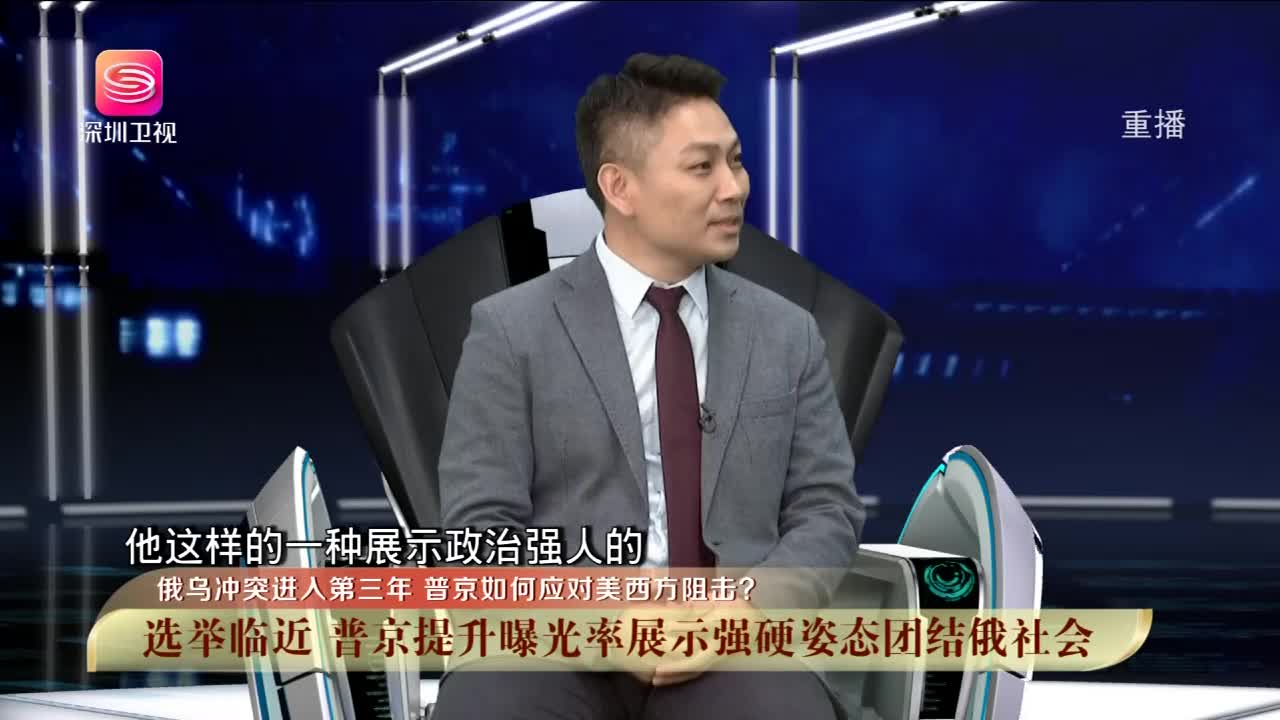 深圳卫视
重播
他这样的一种展示政治强人的
俄乌冲突进入第三年 普京如何应对美西方阻击?
选举临近 普京提升曝光率展示强硬姿态团结俄社会